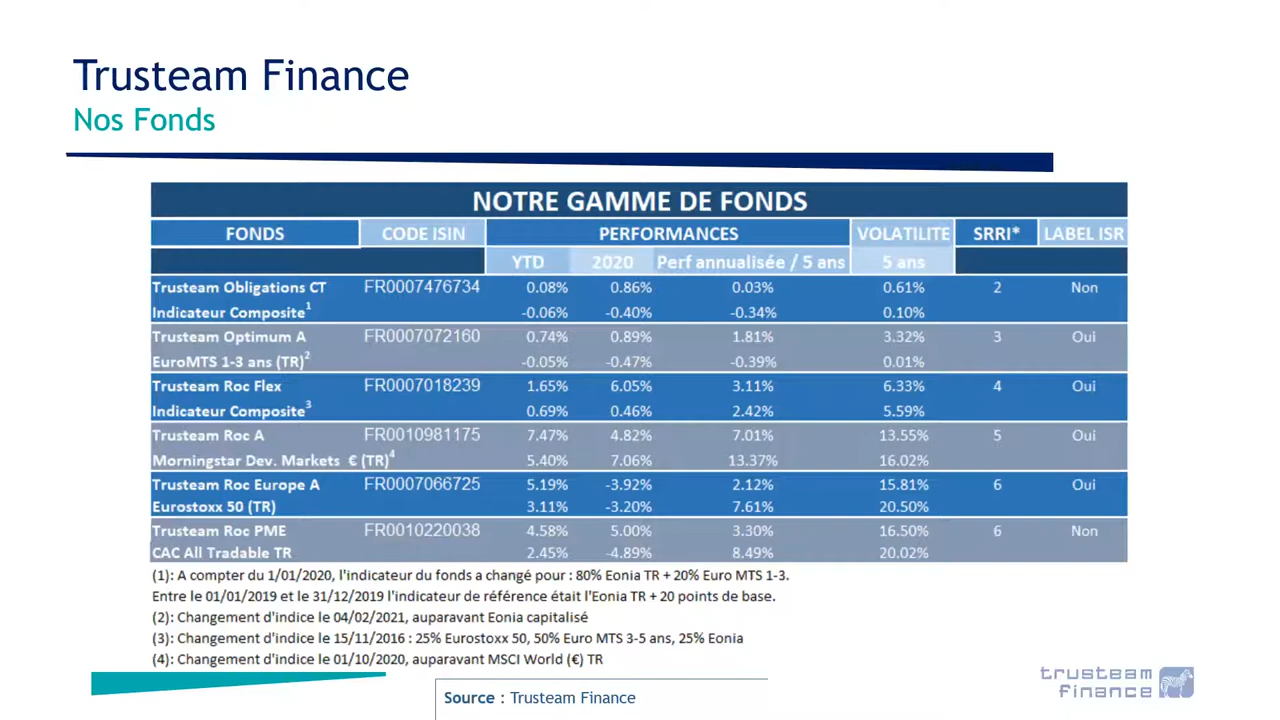 Trusteam Finance
Nos Fonds
NOTRE GAMME DE FONDS
FONDS CODE ISIN PERFORMANCES VOLATILITE SRRI* LABEL ISR
YTD 2020 Perf annualisée / 5 ans 5 ans
Trusteam Obligations CT FR0007476734 0.08% 0.86% 0.03% 0.61% 2 Non
Indicateur Composite1 -0.06% -0.40% -0.34% 0.10%
Trusteam Optimum A FR0007072160 0.74% 0.89% 1.81% 3.32% 3 Oui
EuroMTS 1-3 ans (TR)2 -0.05% -0.47% -0.39% 0.01%
Trusteam Roc Flex FR0007018239 1.65% 6.05% 3.11% 6.33% 4 Oui
Indicateur Composite3 0.69% 0.46% 2.42% 5.59%
Trusteam Roc A FR0010981175 7.47% 4.82% 7.01% 13.55% 5 Oui
Morningstar Dev. Markets € (TR)4 5.40% 7.06% 13.37% 16.02%
Trusteam Roc Europe A FR0007066725 5.19% -3.92% 2.12% 15.81% 6 Oui
Eurostoxx 50 (TR) 3.11% -3.20% 7.61% 20.50%
Trusteam Roc PME FR0010220038 4.58% 5.00% 3.30% 16.50% 6 Non
CAC All Tradable TR 2.45% -4.89% 8.49% 20.02%
(1): A compter du 1/01/2020, l'indicateur du fonds a changé pour : 80% Eonia TR + 20% Euro MTS 1-3.
Entre le 01/01/2019 et le 31/12/2019 l'indicateur de référence était l'Eonia TR + 20 points de base.
(2): Changement d'indice le 04/02/2021, auparavant Eonia capitalisé
(3): Changement d'indice le 15/11/2016 : 25% Eurostoxx 50, 50% Euro MTS 3-5 ans, 25% Eonia
(4): Changement d'indice le 01/10/2020, auparavant MSCI World (€) TR
Source : Trusteam Finance
trusteam
finance